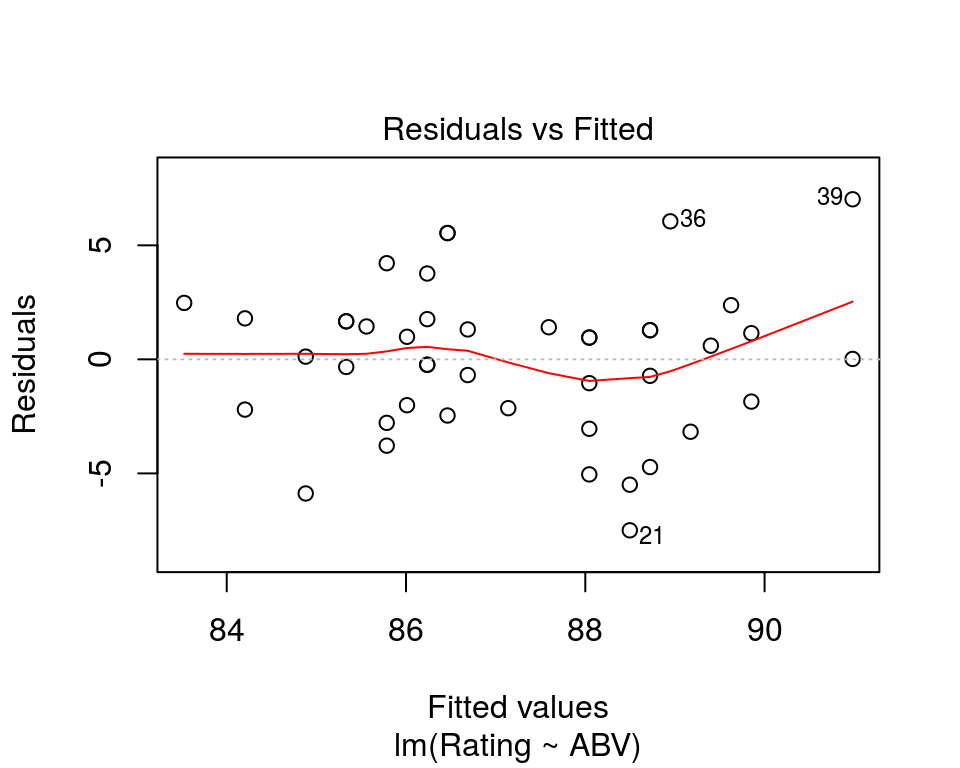 Residuals vs Fitted
39
36
5
0
-5
21
Residuals
84 86 88 90
Fitted values
lm(Rating ~ ABV)